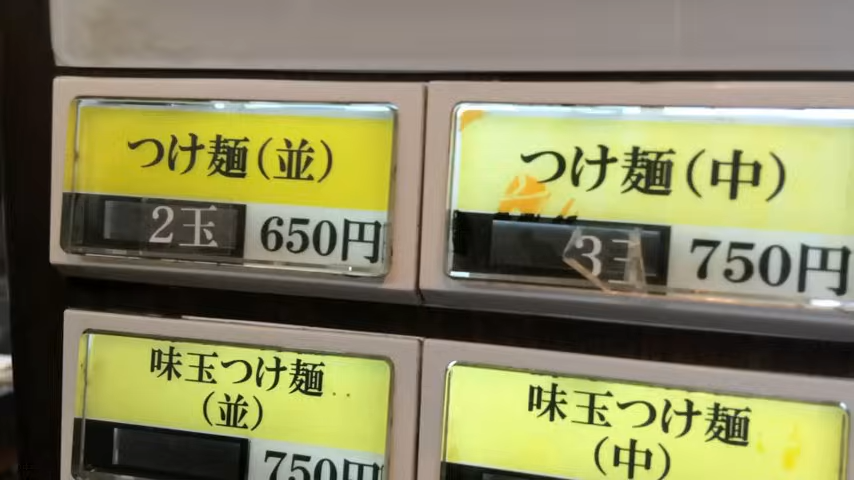 つけ麺(並)
2玉 650円
つけ麺(中)
3玉 750円
味玉つけ麺
(並)
750円
味玉つけ麺
(中)